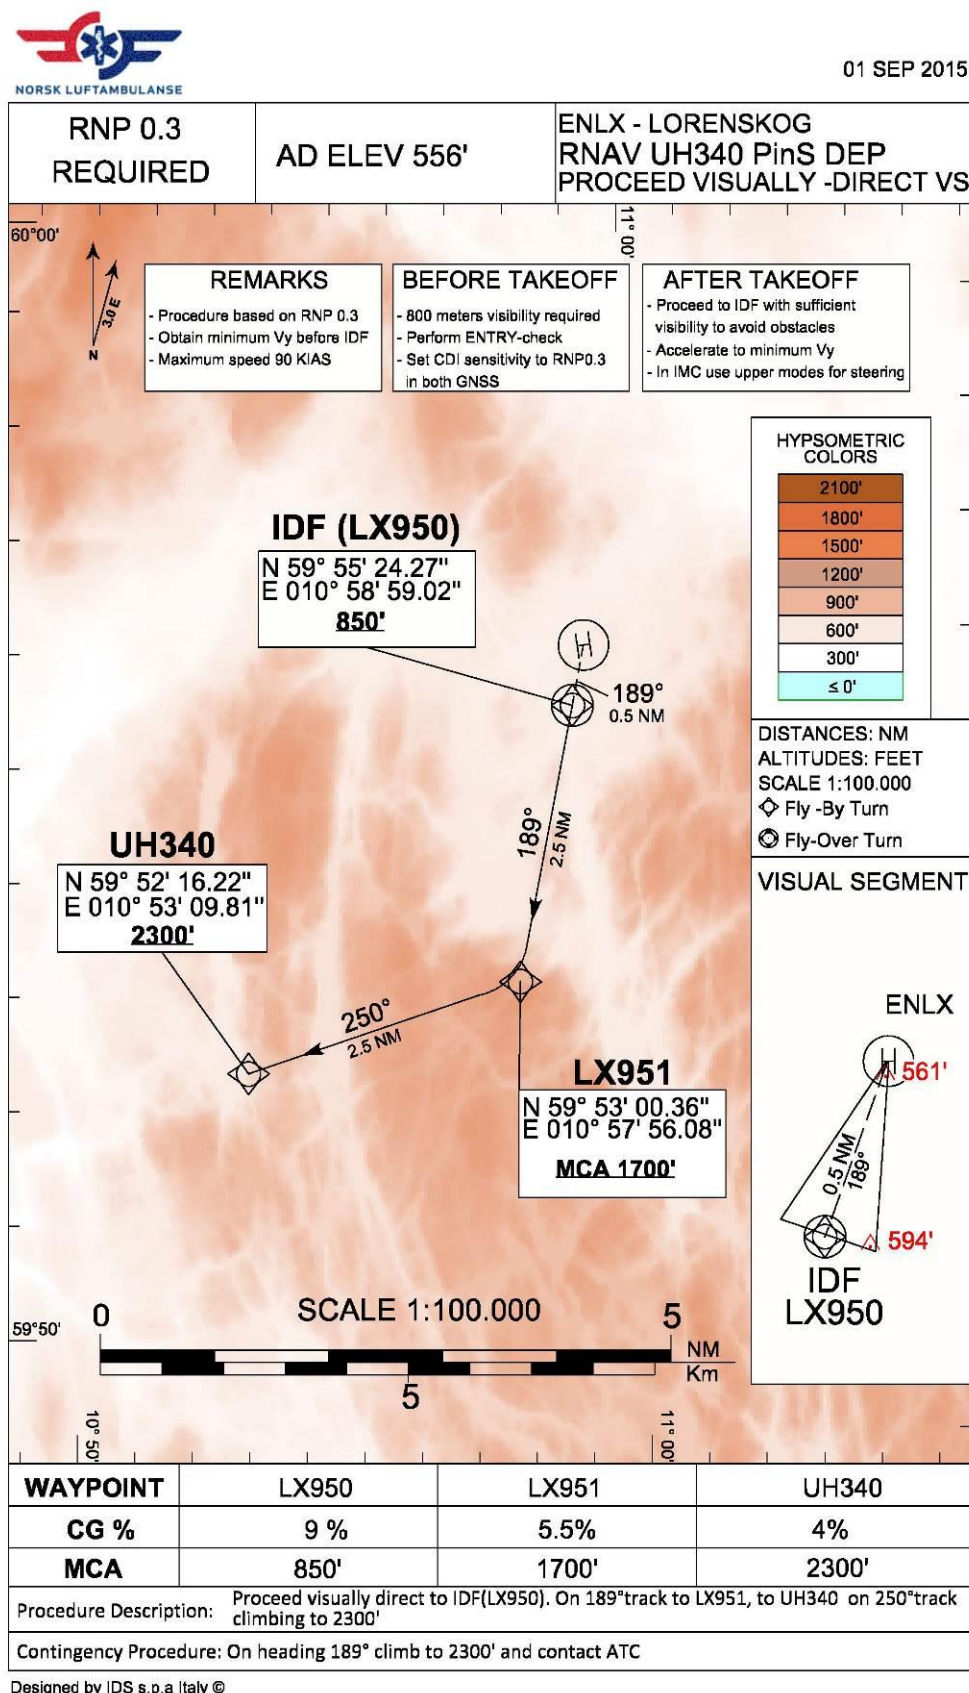 NORSK LUFTAMBULANSE
01 SEP 2015
RNP 0.3
REQUIRED
AD ELEV 556'
ENLX - LORENSKOG
RNAV UH340 PinS DEP
PROCEED VISUALLY -DIRECT VS
60°00'
11° 00'
3.0 E
N
REMARKS
- Procedure based on RNP 0.3
- Obtain minimum Vy before IDF
- Maximum speed 90 KIAS
BEFORE TAKEOFF
- 800 meters visibility required
- Perform ENTRY-check
- Set CDI sensitivity to RNP0.3
in both GNSS
AFTER TAKEOFF
- Proceed to IDF with sufficient
visibility to avoid obstacles
- Accelerate to minimum Vy
- In IMC use upper modes for steering
HYPSOMETRIC
COLORS
2100'
1800'
1500'
1200'
900'
600'
300'
≤ 0'
IDF (LX950)
N 59° 55' 24.27"
E 010° 58' 59.02"
850'
H
189°
0.5 NM
DISTANCES: NM
ALTITUDES: FEET
SCALE 1:100.000
Fly -By Turn
Fly-Over Turn
189°
2.5 NM
UH340
N 59° 52' 16.22"
E 010° 53' 09.81"
2300'
250°
2.5 NM
LX951
N 59° 53' 00.36"
E 010° 57' 56.08"
MCA 1700'
VISUAL SEGMENT
ENLX
H
561'
0.5 NM
189°
594'
IDF
LX950
59°50'
0
SCALE 1:100.000
5
NM
Km
5
10° 50'
11° 00'
WAYPOINT LX950 LX951 UH340
CG % 9 % 5.5% 4%
MCA 850' 1700' 2300'
Procedure Description: Proceed visually direct to IDF(LX950). On 189°track to LX951, to UH340 on 250°track
climbing to 2300'
Contingency Procedure: On heading 189° climb to 2300' and contact ATC
Designed by IDS s.p.a Italy ©